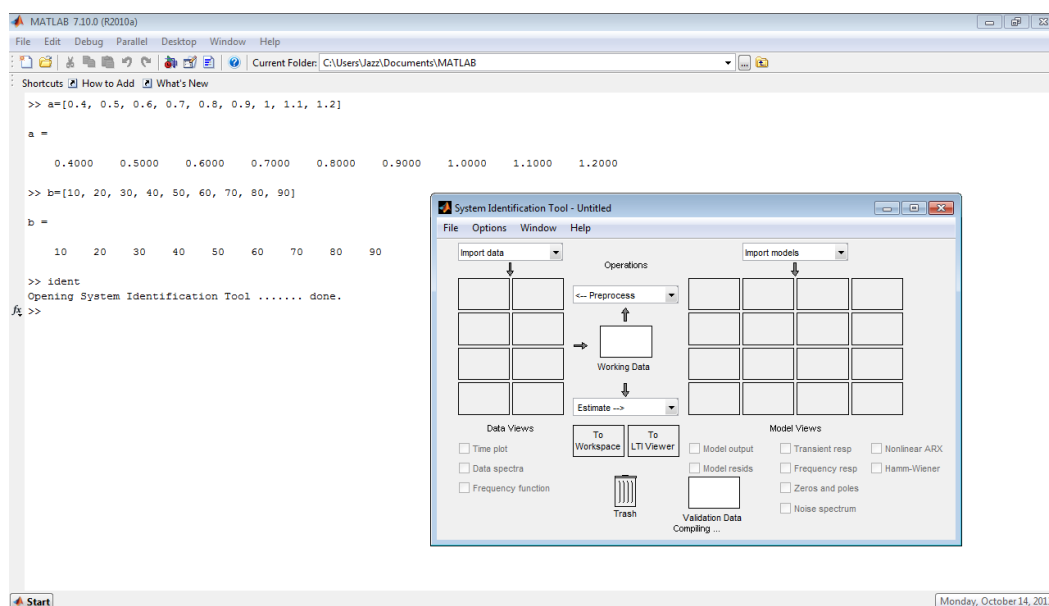 MATLAB 7.10.0 (R2010a)
File Edit Debug Parallel Desktop Window Help
Current Folder: C:\Users\Jazz\Documents\MATLAB
Shortcuts How to Add What's New
>> a=[0.4, 0.5, 0.6, 0.7, 0.8, 0.9, 1, 1.1, 1.2]
a =
0.4000 0.5000 0.6000 0.7000 0.8000 0.9000 1.0000 1.1000 1.2000
>> b=[10, 20, 30, 40, 50, 60, 70, 80, 90]
b =
10 20 30 40 50 60 70 80 90
>> ident
Opening System Identification Tool ....... done.
fx >>
System Identification Tool - Untitled
File Options Window Help
Import data
Import models
Operations
<-- Preprocess
Working Data
Estimate -->
Data Views
Time plot
Data spectra
Frequency function
To Workspace
To LTI Viewer
Trash
Model Views
Model output
Transient resp
Nonlinear ARX
Model resids
Frequency resp
Hamm-Wiener
Zeros and poles
Noise spectrum
Validation Data
Compiling ...
Start
Monday, October 14, 201